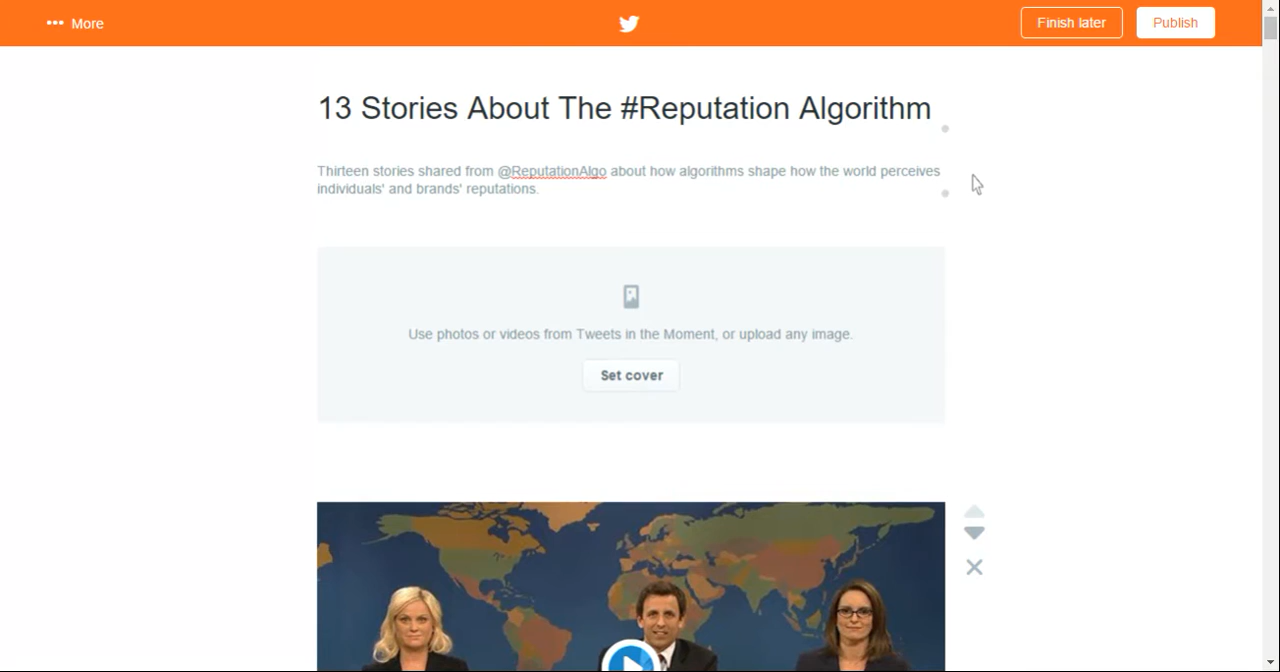 ••• More
Finish later
Publish
13 Stories About The #Reputation Algorithm
Thirteen stories shared from @ReputationAlgo about how algorithms shape how the world perceives
individuals' and brands' reputations.
Use photos or videos from Tweets in the Moment, or upload any image.
Set cover